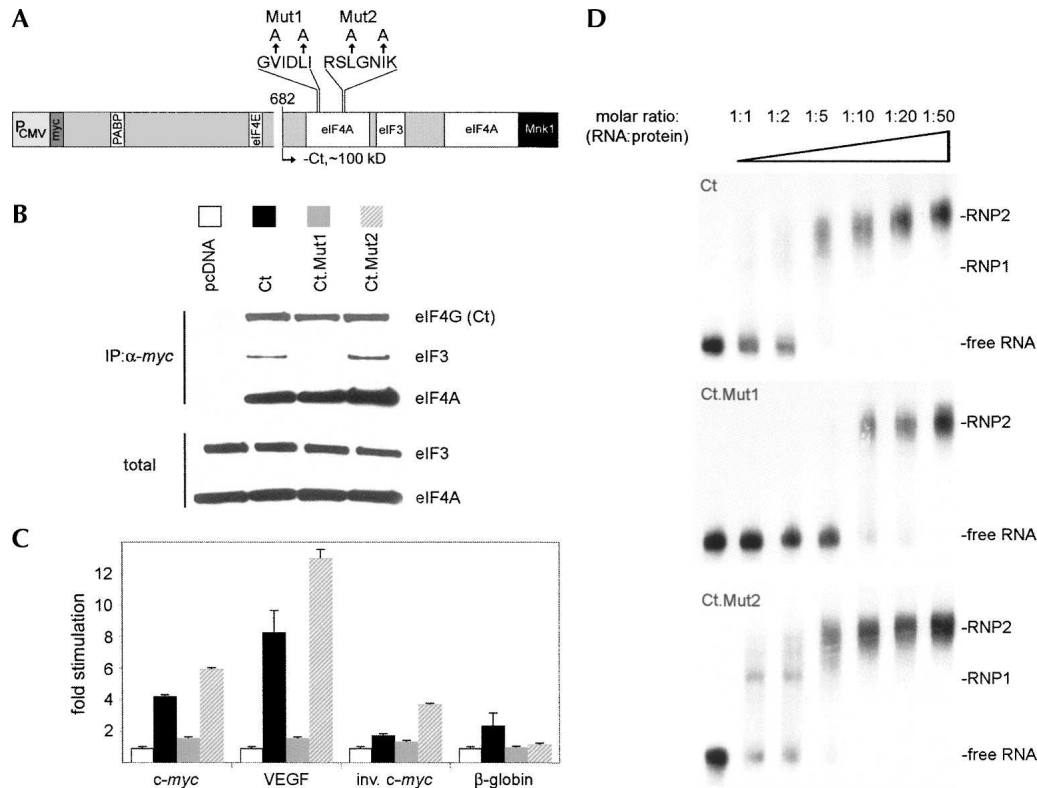 A
Mut1 Mut2
A A A A
GVIDLI RSLGNIK
682
PCMV myc PABP eIF4E eIF4A eIF3 eIF4A Mnk1
-Ct,~100 kD
B
pcDNA
Ct
Ct.Mut1
Ct.Mut2
IP:α-myc
eIF4G (Ct)
eIF3
eIF4A
total
eIF3
eIF4A
C
fold stimulation
12
10
8
6
4
2
c-myc VEGF inv. c-myc β-globin
D
molar ratio: 1:1 1:2 1:5 1:10 1:20 1:50
(RNA:protein)
Ct
-RNP2
-RNP1
-free RNA
Ct.Mut1
-RNP2
-free RNA
Ct.Mut2
-RNP2
-RNP1
-free RNA